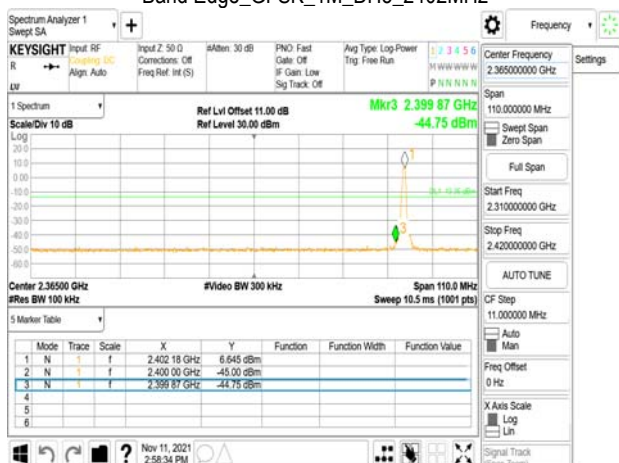 Band Edge_GFSK_1M_DH5_2402MHz
Spectrum Analyzer 1
Swept SA
Frequency
KEYSIGHT
R
LXI
Input: RF
Coupling: DC
Align: Auto
Input Z: 50 Ω
Corrections: Off
Freq Ref: Int (S)
#Atten: 30 dB
PNO: Fast
Gate: Off
IF Gain: Low
Sig Track: Off
Avg Type: Log-Power
Trig: Free Run
1 2 3 4 5 6
M W W W W W
P N N N N N
1 Spectrum
Scale/Div 10 dB
Ref Lvl Offset 11.00 dB
Ref Level 30.00 dBm
Mkr3 2.399 87 GHz
-44.75 dBm
Log
20.0
10.0
0.00
-10.0
-20.0
-30.0
-40.0
-50.0
-60.0
1
3
Center 2.36500 GHz
#Res BW 100 kHz
#Video BW 300 kHz
Span 110.0 MHz
Sweep 10.5 ms (1001 pts)
5 Marker Table
Mode Trace Scale X Y Function Function Width Function Value
1 N 1 f 2.402 18 GHz 6.645 dBm
2 N 1 f 2.400 00 GHz -45.00 dBm
3 N 1 f 2.399 87 GHz -44.75 dBm
4
5
6
Nov 11, 2021
2:58:34 PM
Center Frequency
2.365000000 GHz
Settings
Span
110.000000 MHz
Swept Span
Zero Span
Full Span
Start Freq
2.310000000 GHz
Stop Freq
2.420000000 GHz
AUTO TUNE
CF Step
11.000000 MHz
Auto
Man
Freq Offset
0 Hz
X Axis Scale
Log
Lin
Signal Track